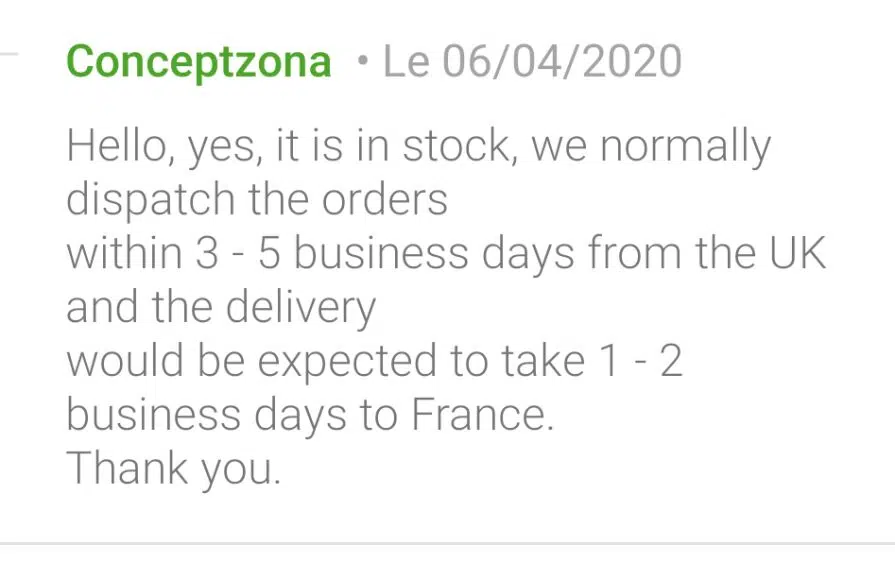 Conceptzona • Le 06/04/2020
Hello, yes, it is in stock, we normally
dispatch the orders
within 3 - 5 business days from the UK
and the delivery
would be expected to take 1 - 2
business days to France.
Thank you.